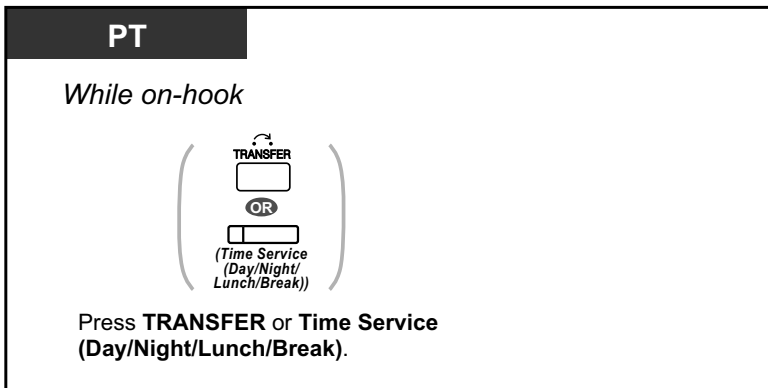 PT
While on-hook
TRANSFER
OR
(Time Service
(Day/Night/
Lunch/Break))
Press TRANSFER or Time Service
(Day/Night/Lunch/Break).